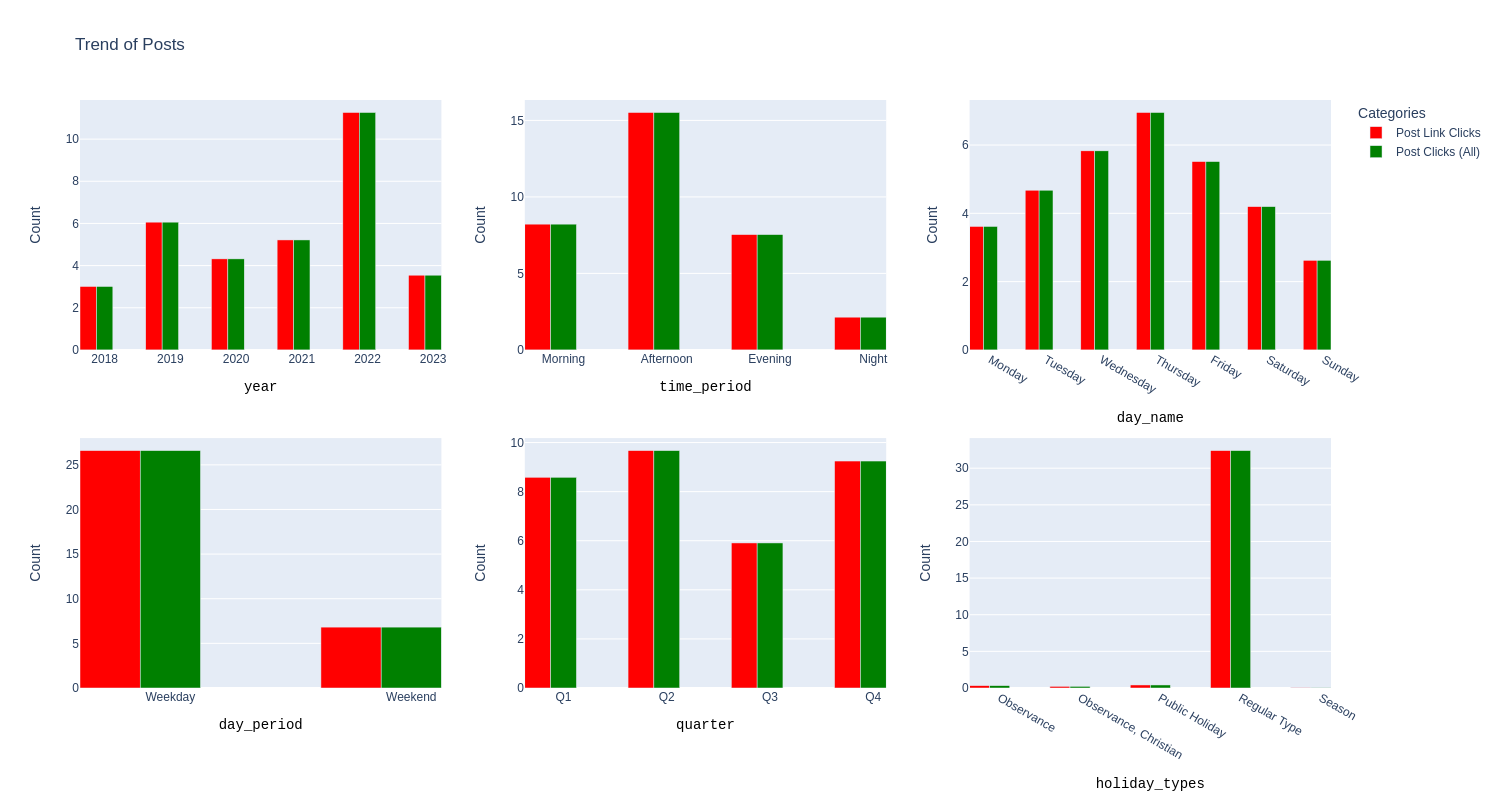 Trend of Posts
10
8
6
4
2
0
Count
2018 2019 2020 2021 2022 2023
year
15
10
5
0
Count
Morning Afternoon Evening Night
time_period
6
4
2
0
Count
Monday Tuesday Wednesday Thursday Friday Saturday Sunday
day_name
Categories
Post Link Clicks
Post Clicks (All)
25
20
15
10
5
0
Count
Weekday Weekend
day_period
10
8
6
4
2
0
Count
Q1 Q2 Q3 Q4
quarter
30
25
20
15
10
5
0
Count
Observance Observance, Christian Public Holiday Regular Type Season
holiday_types